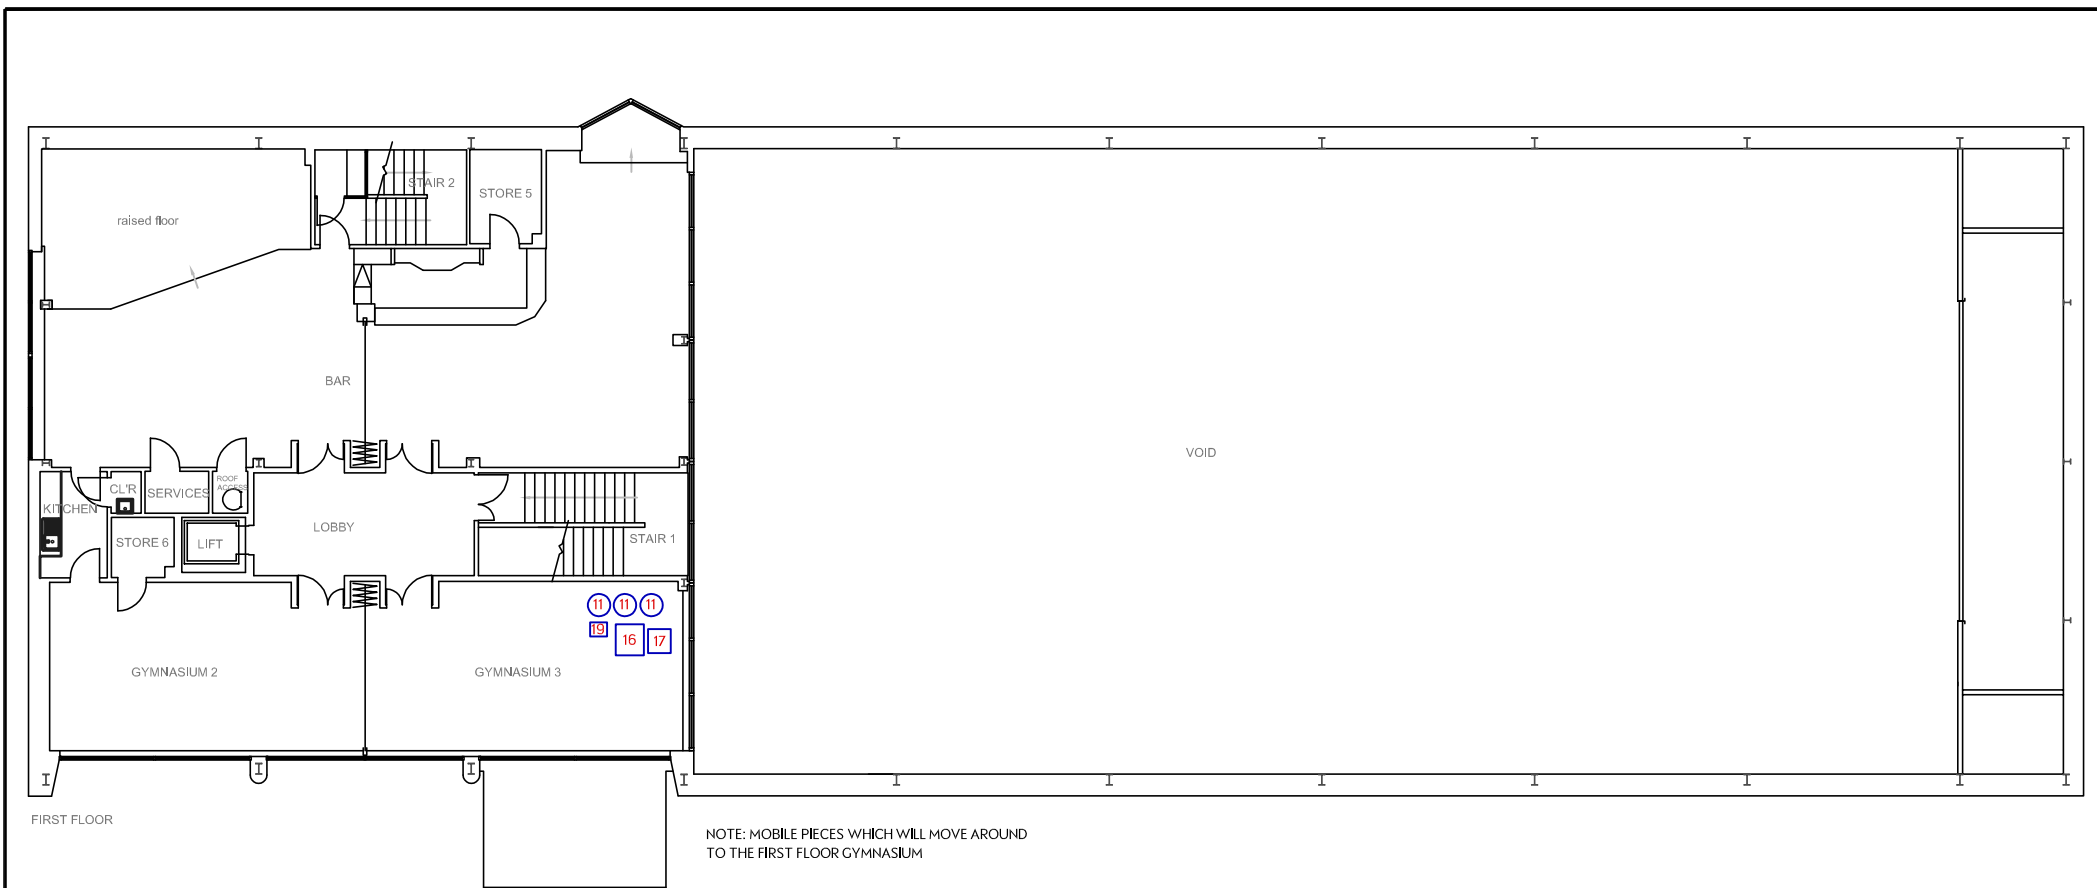 STAIR 2
STORE 5
raised floor
BAR
VOID
ROOF
ACCESS
CL'R
SERVICES
KITCHEN
LOBBY
STORE 6
LIFT
STAIR 1
11
11
11
19
16
17
GYMNASIUM 2
GYMNASIUM 3
FIRST FLOOR
NOTE: MOBILE PIECES WHICH WILL MOVE AROUND
TO THE FIRST FLOOR GYMNASIUM